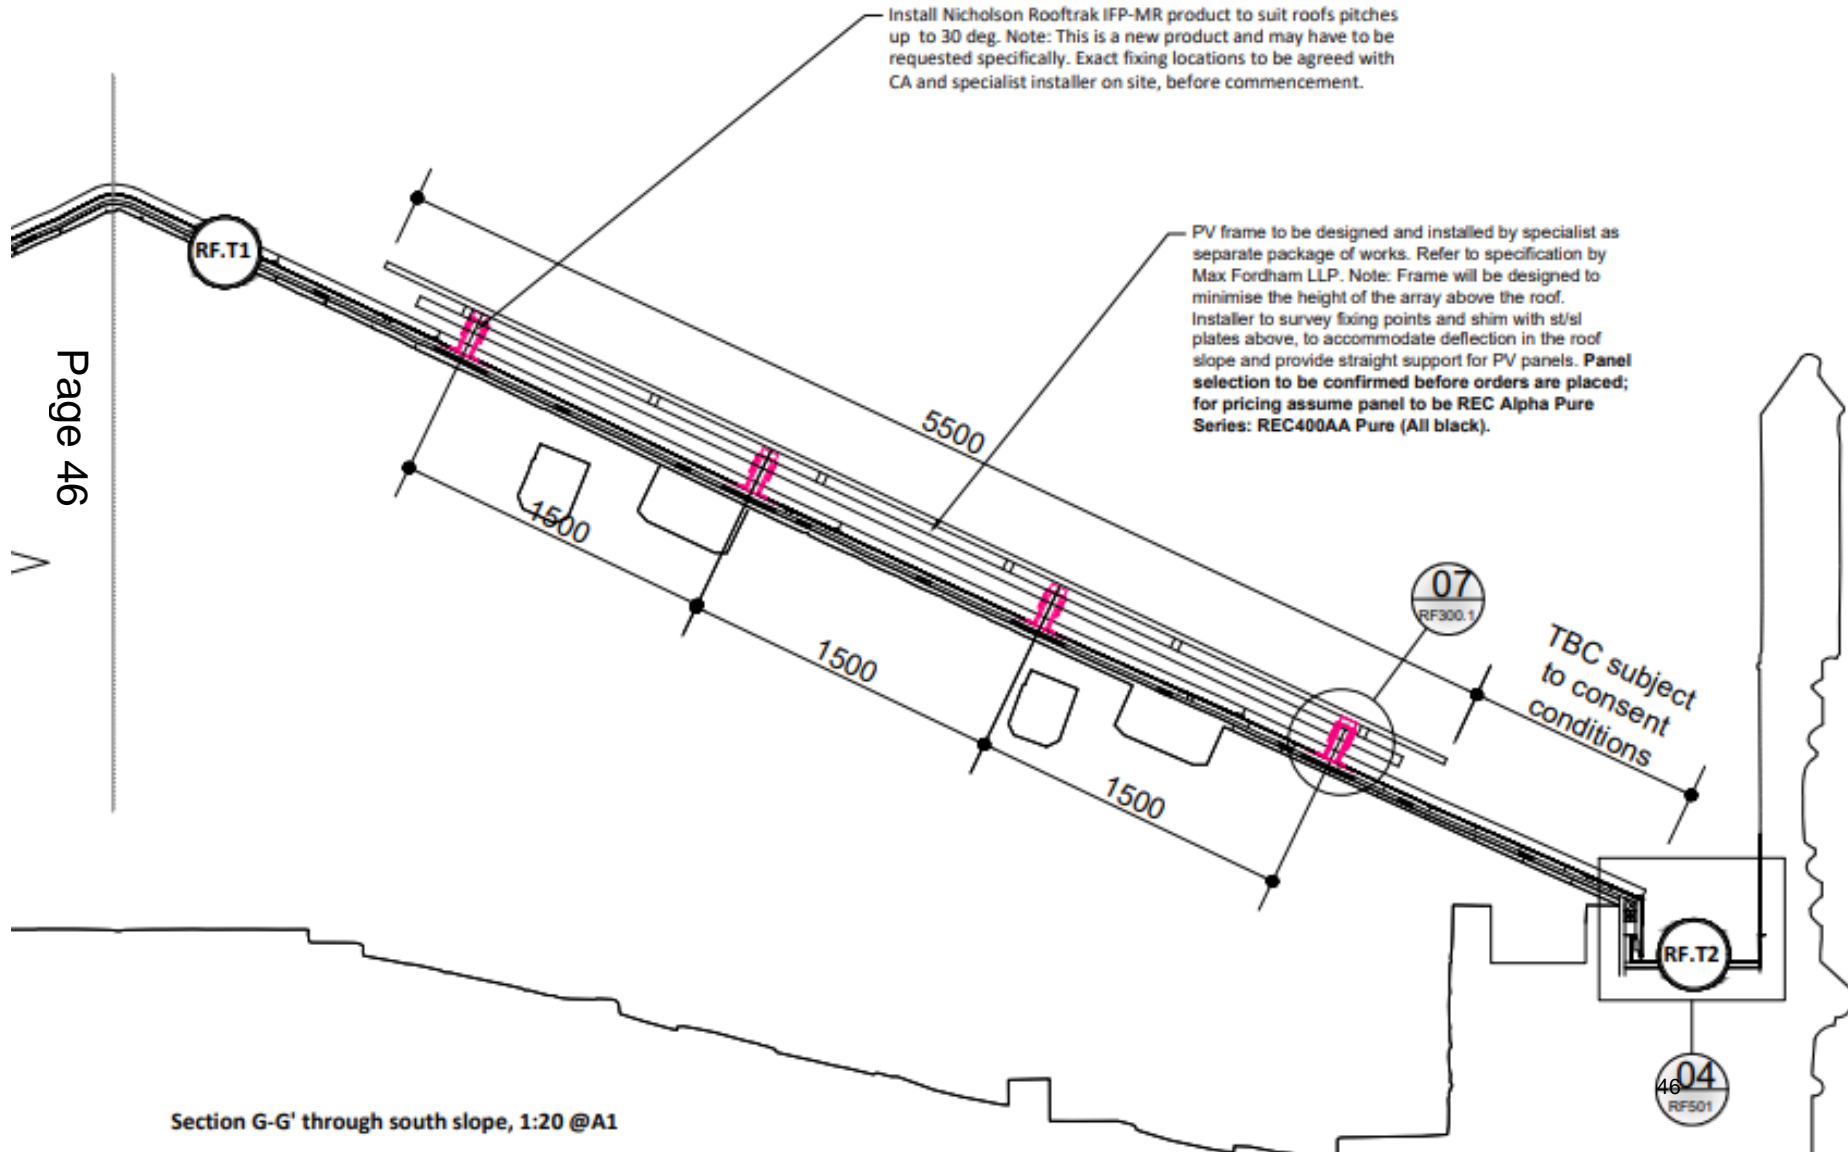 Install Nicholson Rooftrak IFP-MR product to suit roofs pitches
up to 30 deg. Note: This is a new product and may have to be
requested specifically. Exact fixing locations to be agreed with
CA and specialist installer on site, before commencement.
PV frame to be designed and installed by specialist as
separate package of works. Refer to specification by
Max Fordham LLP. Note: Frame will be designed to
minimise the height of the array above the roof.
Installer to survey fixing points and shim with st/sl
plates above, to accommodate deflection in the roof
slope and provide straight support for PV panels. Panel
selection to be confirmed before orders are placed;
for pricing assume panel to be REC Alpha Pure
Series: REC400AA Pure (All black).
RF.T1
Page 46
5500
1500
1500
1500
07
RF300.1
TBC subject
to consent
conditions
RF.T2
46
04
RF501
Section G-G' through south slope, 1:20 @A1